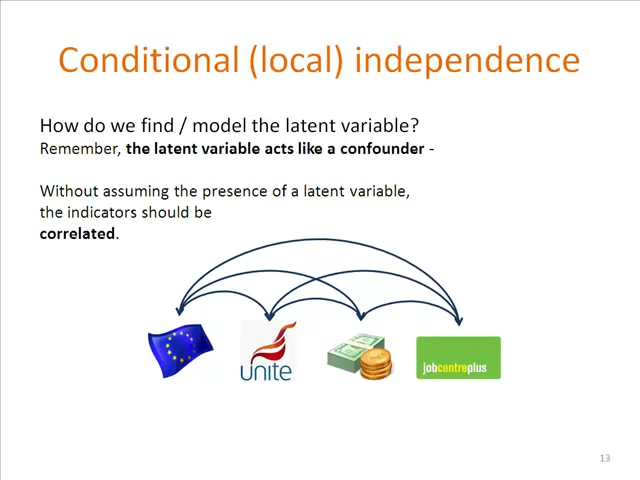 Conditional (local) independence
How do we find / model the latent variable?
Remember, the latent variable acts like a confounder -
Without assuming the presence of a latent variable,
the indicators should be
correlated.
unite
jobcentreplus
13